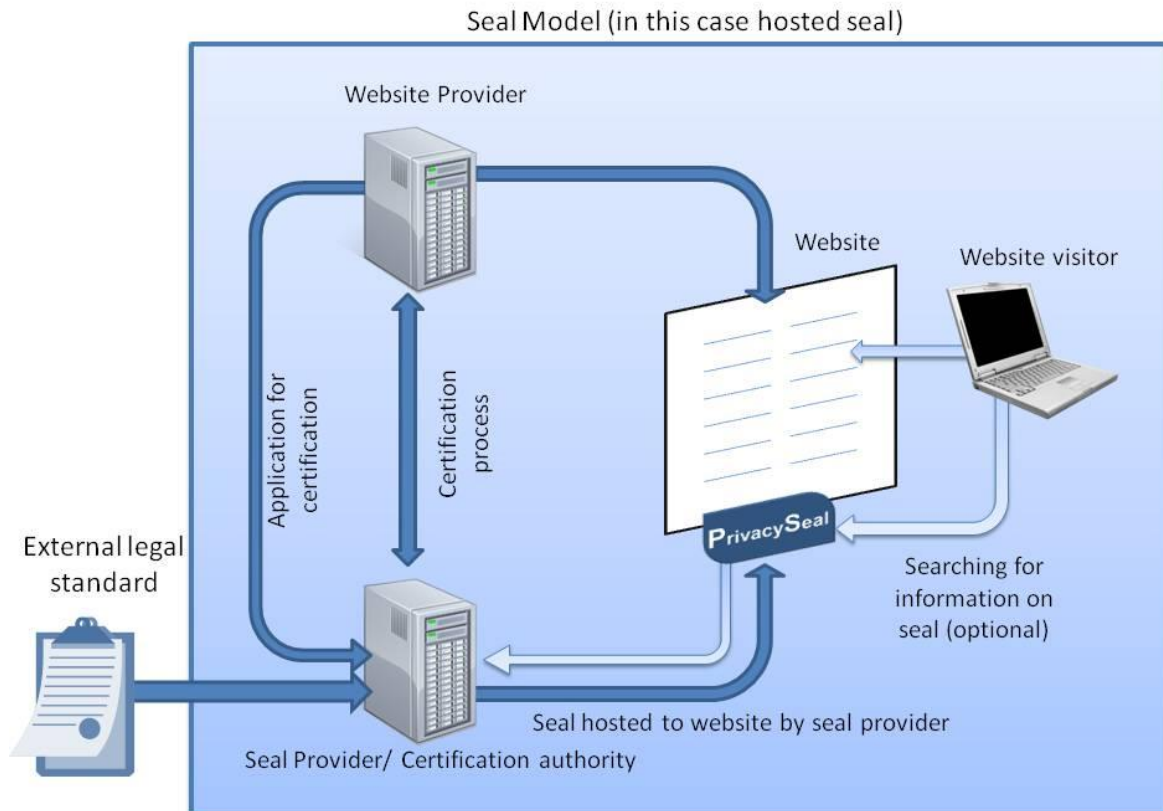 Seal Model (in this case hosted seal)
Website Provider
Website
Website visitor
Application for
certification
Certification
process
PrivacySeal
External legal
standard
Searching for
information on
seal (optional)
Seal hosted to website by seal provider
Seal Provider/ Certification authority